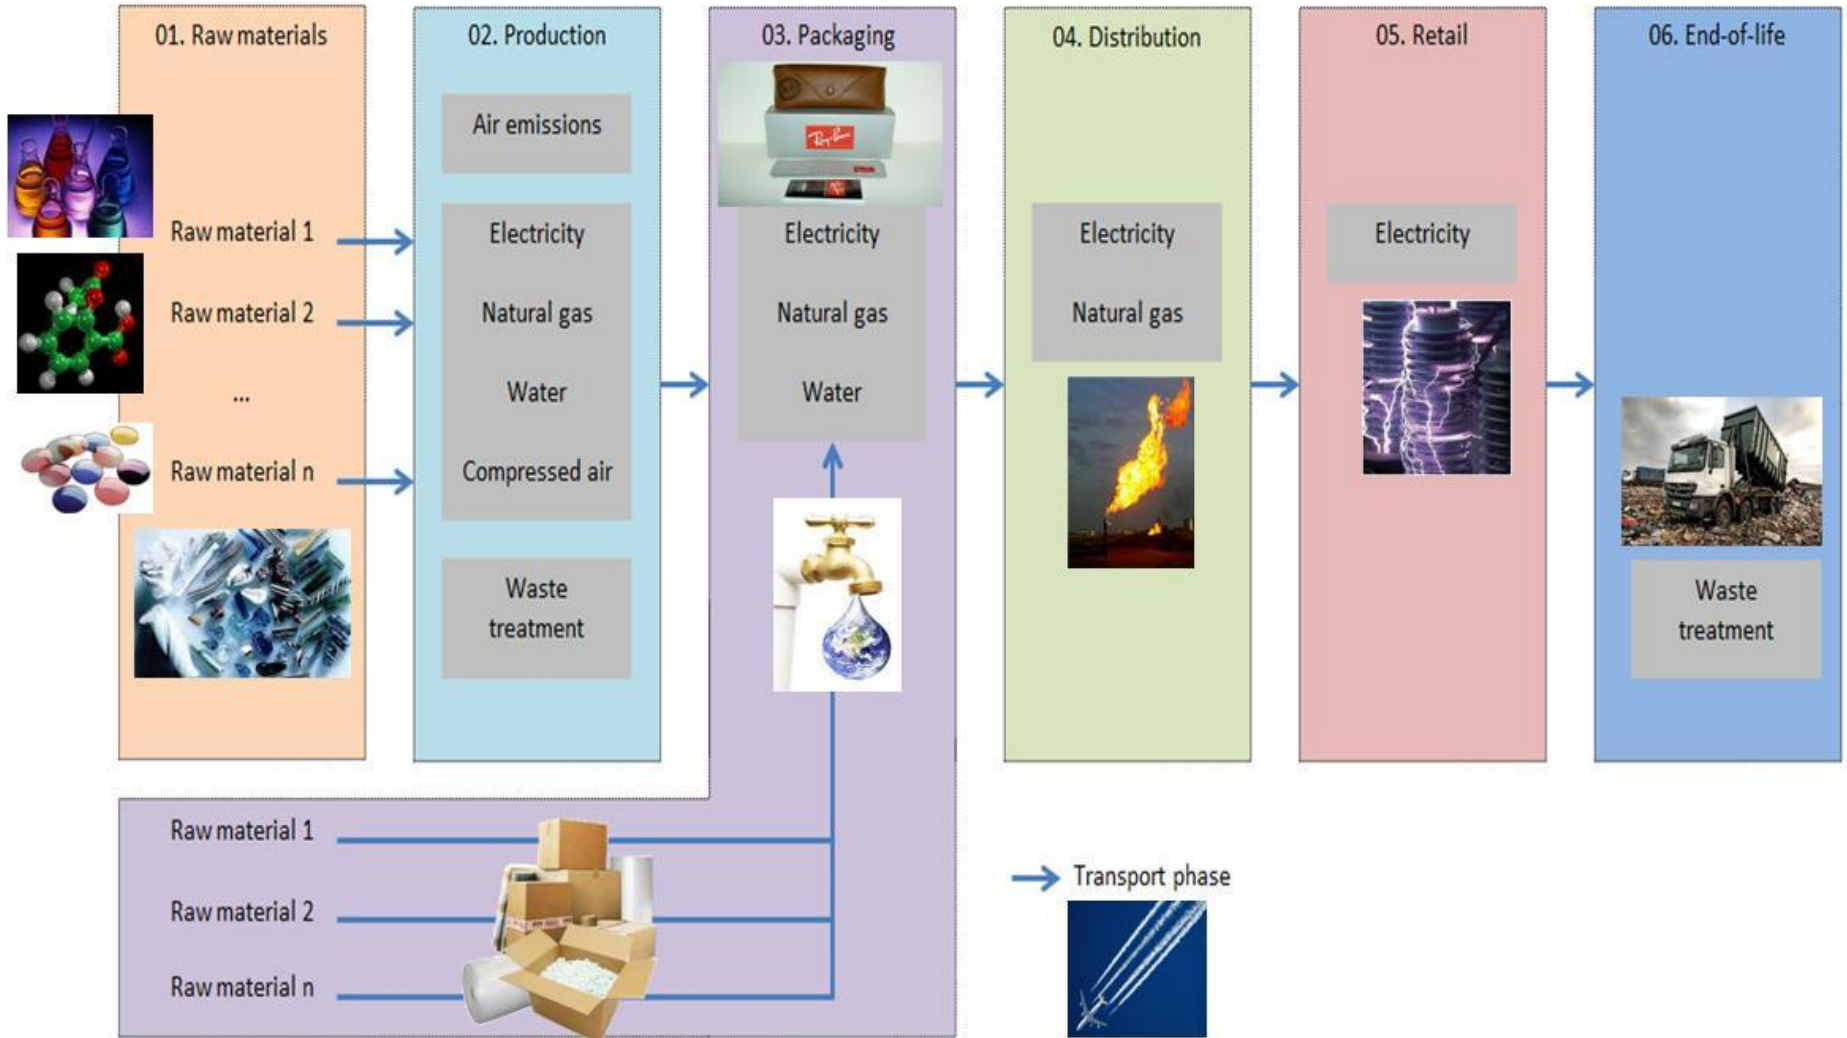 01. Raw materials
Raw material 1
Raw material 2
...
Raw material n
02. Production
Air emissions
Electricity
Natural gas
Water
Compressed air
Waste
treatment
03. Packaging
Ray-Ban
Electricity
Natural gas
Water
Raw material 1
Raw material 2
Raw material n
04. Distribution
Electricity
Natural gas
05. Retail
Electricity
06. End-of-life
Waste
treatment
Transport phase